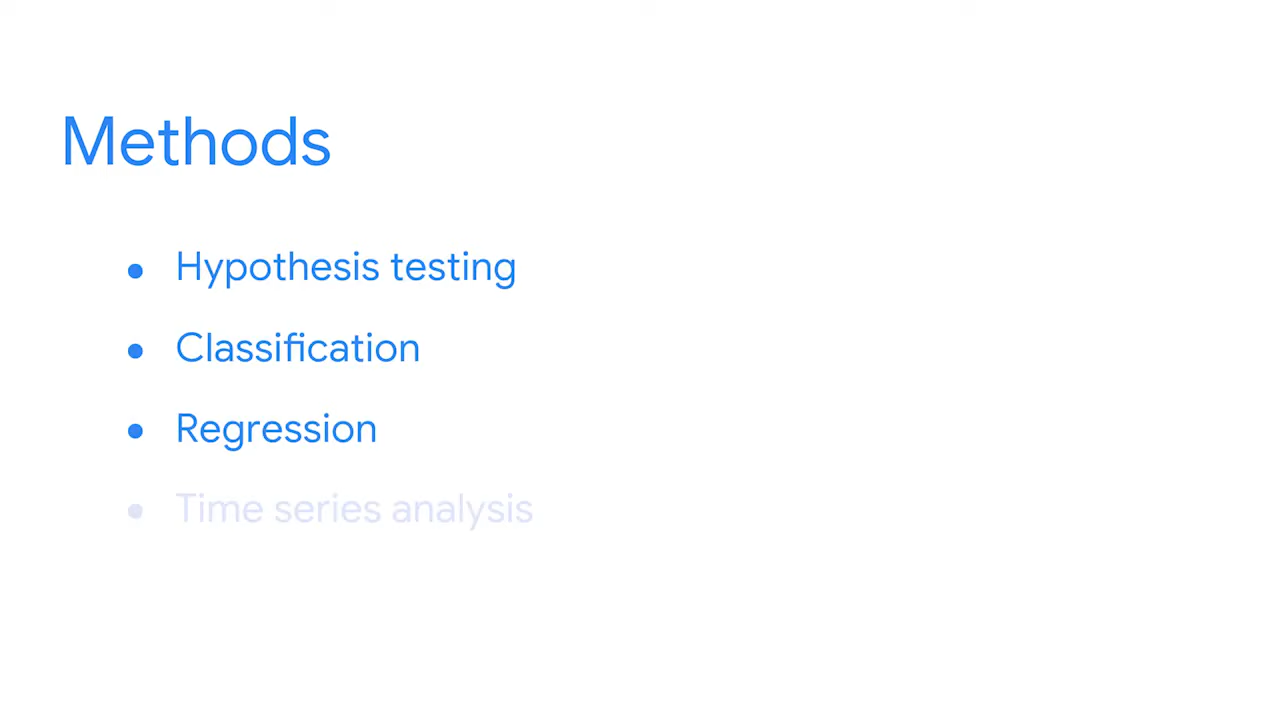 Methods
• Hypothesis testing
• Classification
• Regression
• Time series analysis